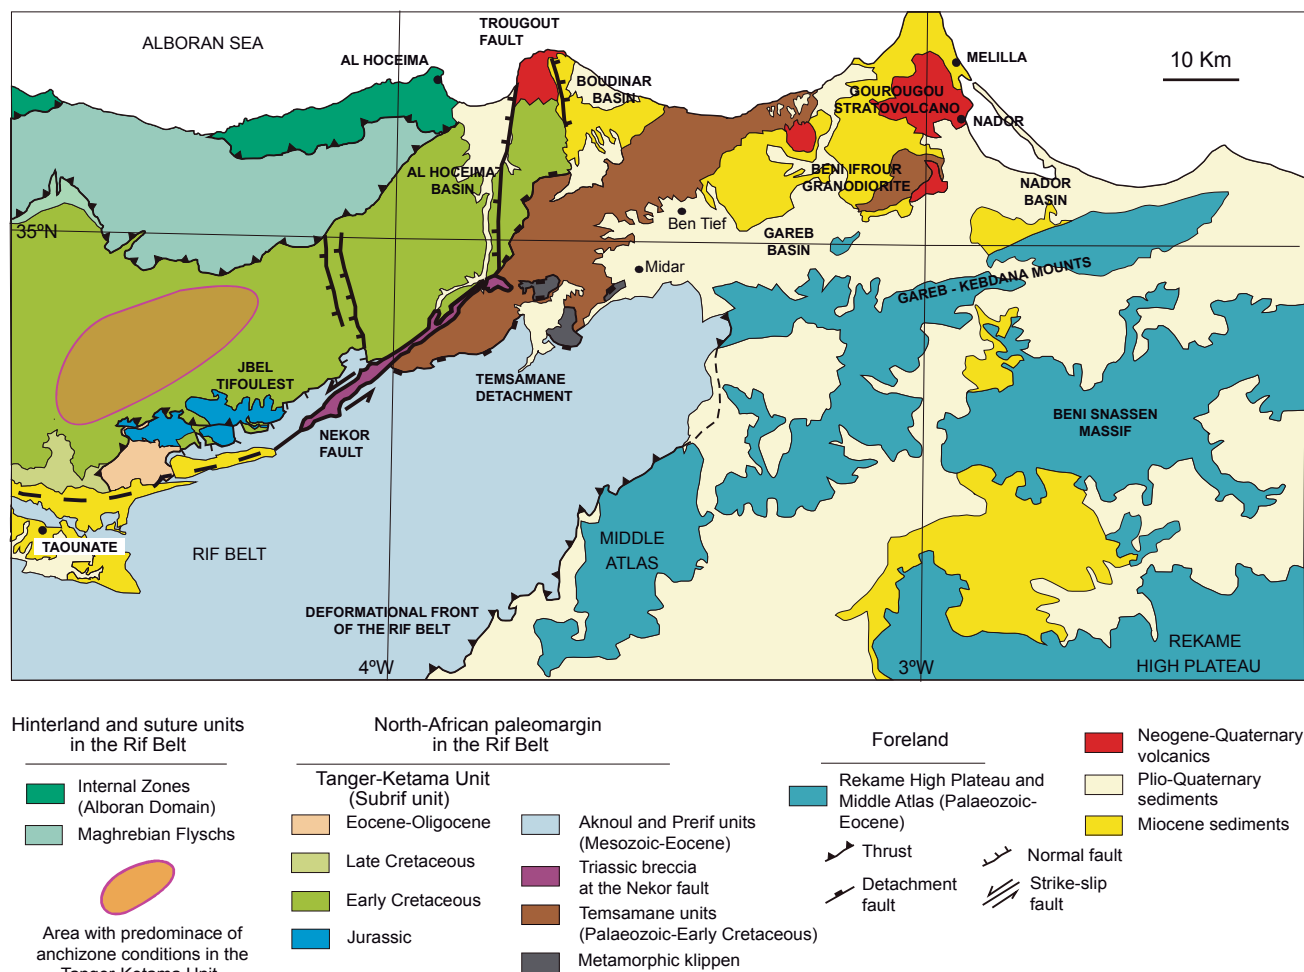 ALBORAN SEA
TROUGOUT
FAULT
AL HOCEIMA
BOUDINAR
BASIN
MELILLA
10 Km
GOUROUGOU
STRATOVOLCANO
NADOR
AL HOCEIMA
BASIN
BENI IFROUR
GRANODIORITE
NADOR
BASIN
35ºN
Ben Tief
GAREB
BASIN
Midar
GAREB - KEBDANA MOUNTS
JBEL
TIFOULEST
TEMSAMANE
DETACHMENT
BENI SNASSEN
MASSIF
NEKOR
FAULT
TAOUNATE
RIF BELT
MIDDLE
ATLAS
DEFORMATIONAL FRONT
OF THE RIF BELT
4ºW
3ºW
REKAME
HIGH PLATEAU
Hinterland and suture units
in the Rif Belt
Internal Zones
(Alboran Domain)
Maghrebian Flyschs
Area with predominace of
anchizone conditions in the
Tanger-Ketama Unit
North-African paleomargin
in the Rif Belt
Tanger-Ketama Unit
(Subrif unit)
Eocene-Oligocene
Late Cretaceous
Early Cretaceous
Jurassic
Aknoul and Prerif units
(Mesozoic-Eocene)
Triassic breccia
at the Nekor fault
Temsamane units
(Palaeozoic-Early Cretaceous)
Metamorphic klippen
Foreland
Rekame High Plateau and
Middle Atlas (Palaeozoic-
Eocene)
Thrust
Detachment
fault
Neogene-Quaternary
volcanics
Plio-Quaternary
sediments
Miocene sediments
Normal fault
Strike-slip
fault